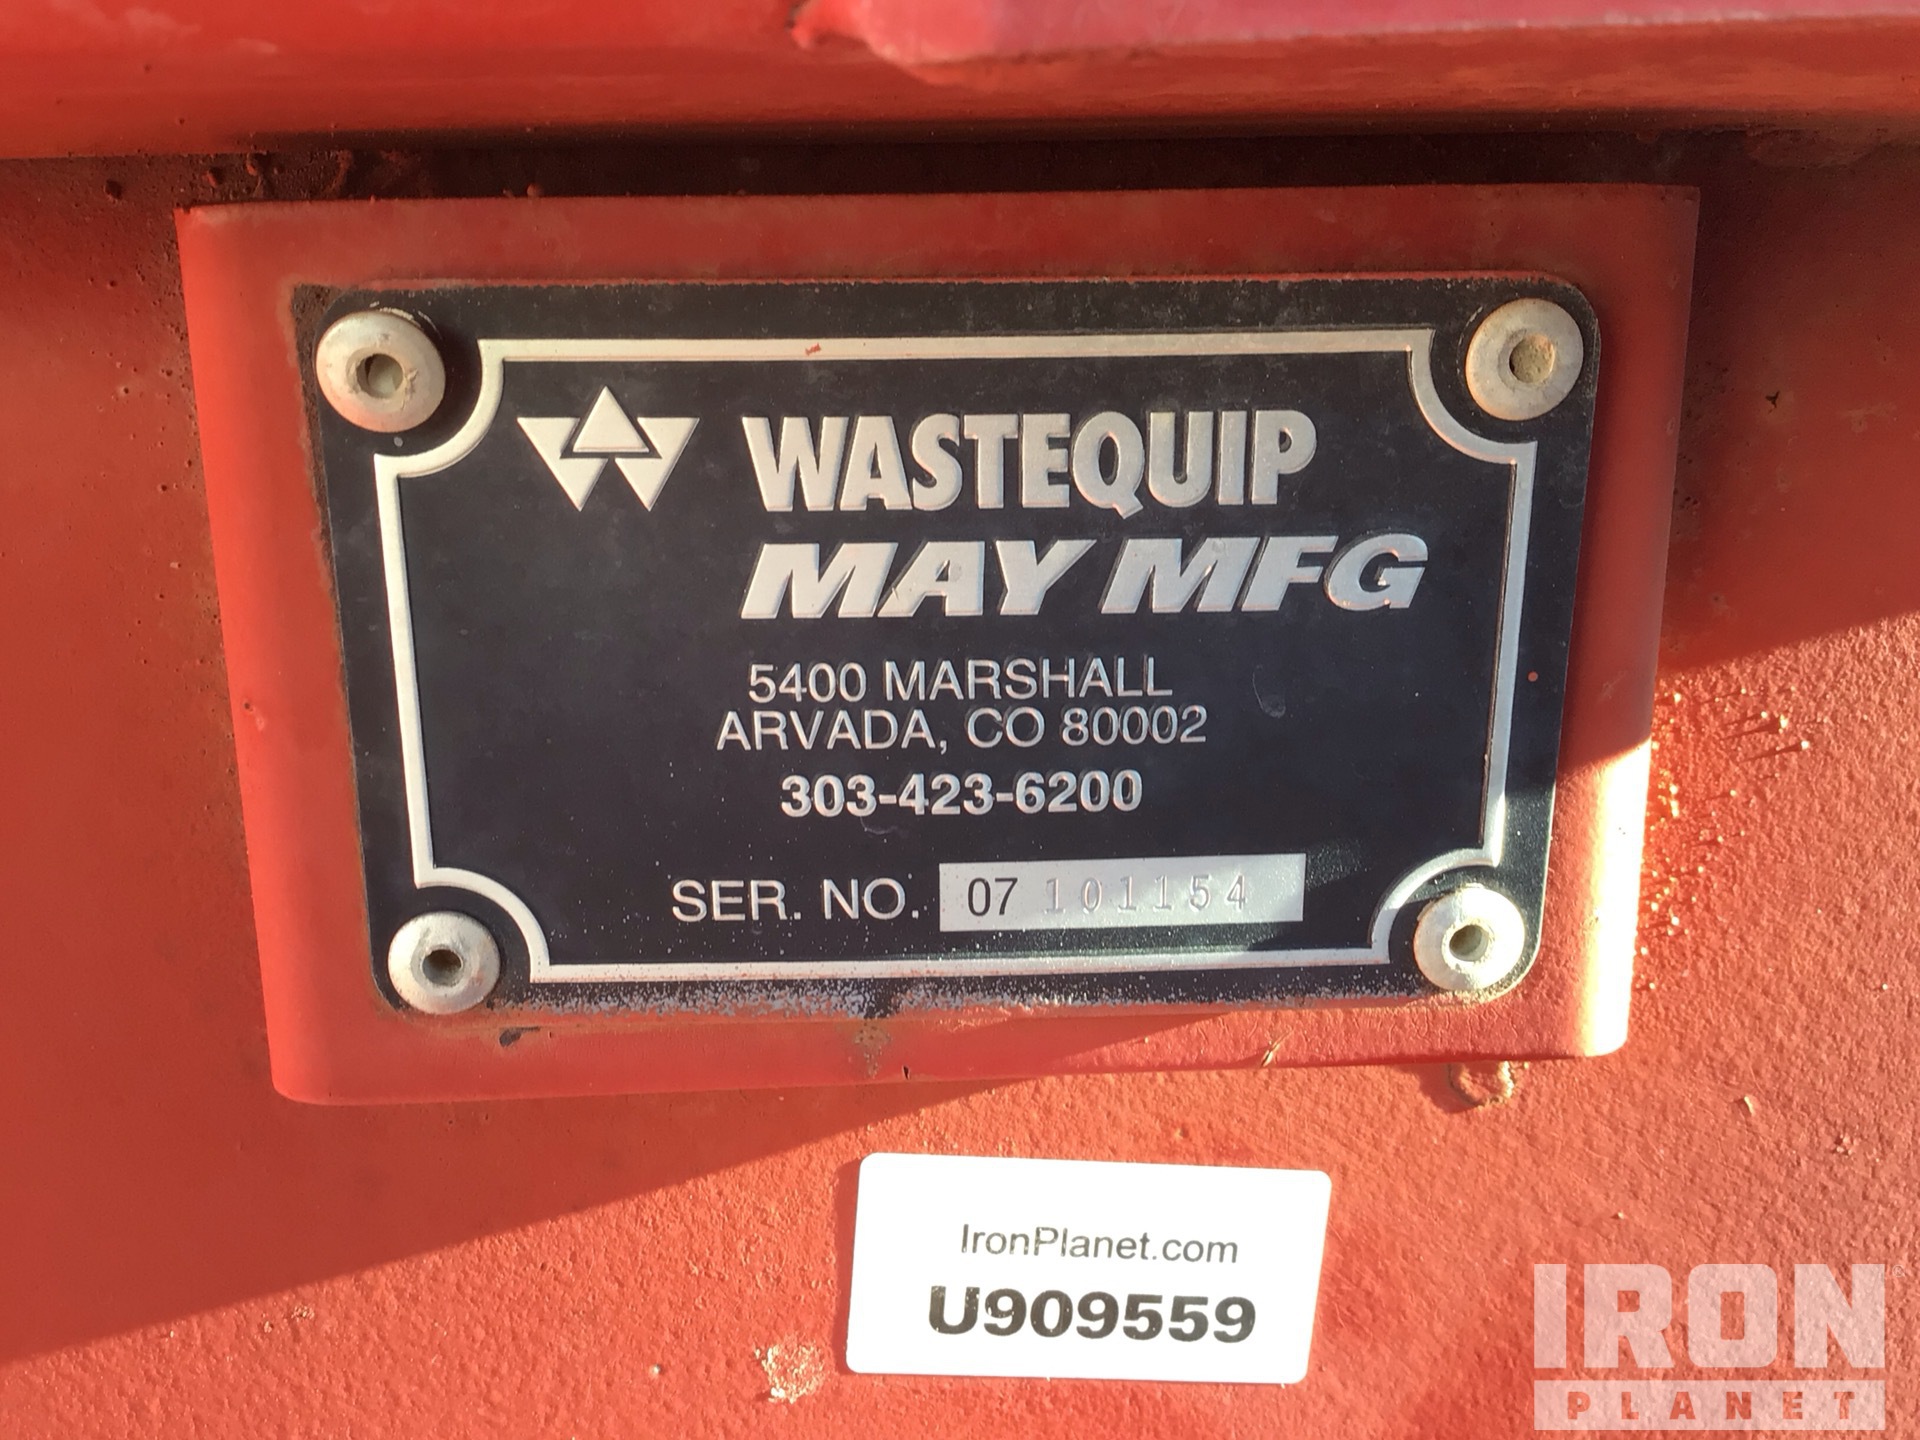 WASTEQUIP
MAY MFG
5400 MARSHALL
ARVADA, CO 80002
303-423-6200
SER. NO. 07 101154
IronPlanet.com
U909559
IRON
PLANET